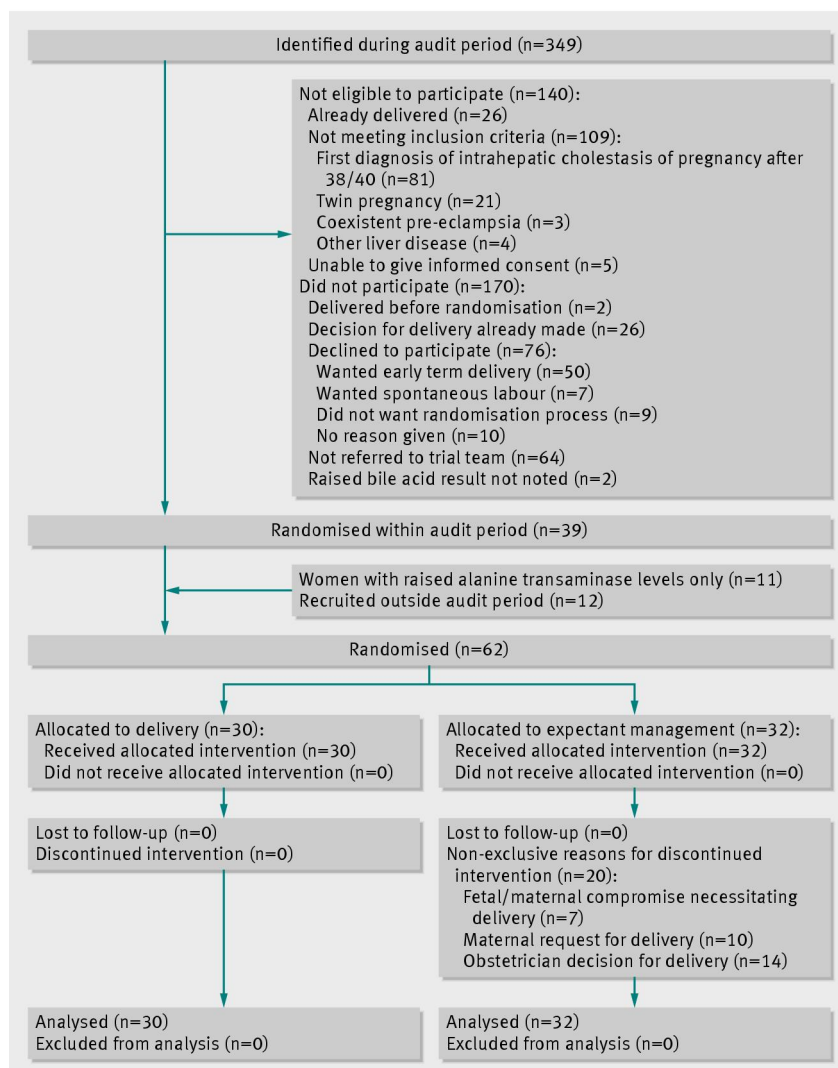 Identified during audit period (n=349)
Not eligible to participate (n=140):
Already delivered (n=26)
Not meeting inclusion criteria (n=109):
First diagnosis of intrahepatic cholestasis of pregnancy after
38/40 (n=81)
Twin pregnancy (n=21)
Coexistent pre-eclampsia (n=3)
Other liver disease (n=4)
Unable to give informed consent (n=5)
Did not participate (n=170):
Delivered before randomisation (n=2)
Decision for delivery already made (n=26)
Declined to participate (n=76):
Wanted early term delivery (n=50)
Wanted spontaneous labour (n=7)
Did not want randomisation process (n=9)
No reason given (n=10)
Not referred to trial team (n=64)
Raised bile acid result not noted (n=2)
Randomised within audit period (n=39)
Women with raised alanine transaminase levels only (n=11)
Recruited outside audit period (n=12)
Randomised (n=62)
Allocated to delivery (n=30):
Received allocated intervention (n=30)
Did not receive allocated intervention (n=0)
Allocated to expectant management (n=32):
Received allocated intervention (n=32)
Did not receive allocated intervention (n=0)
Lost to follow-up (n=0)
Discontinued intervention (n=0)
Lost to follow-up (n=0)
Non-exclusive reasons for discontinued
intervention (n=20):
Fetal/maternal compromise necessitating
delivery (n=7)
Maternal request for delivery (n=10)
Obstetrician decision for delivery (n=14)
Analysed (n=30)
Excluded from analysis (n=0)
Analysed (n=32)
Excluded from analysis (n=0)